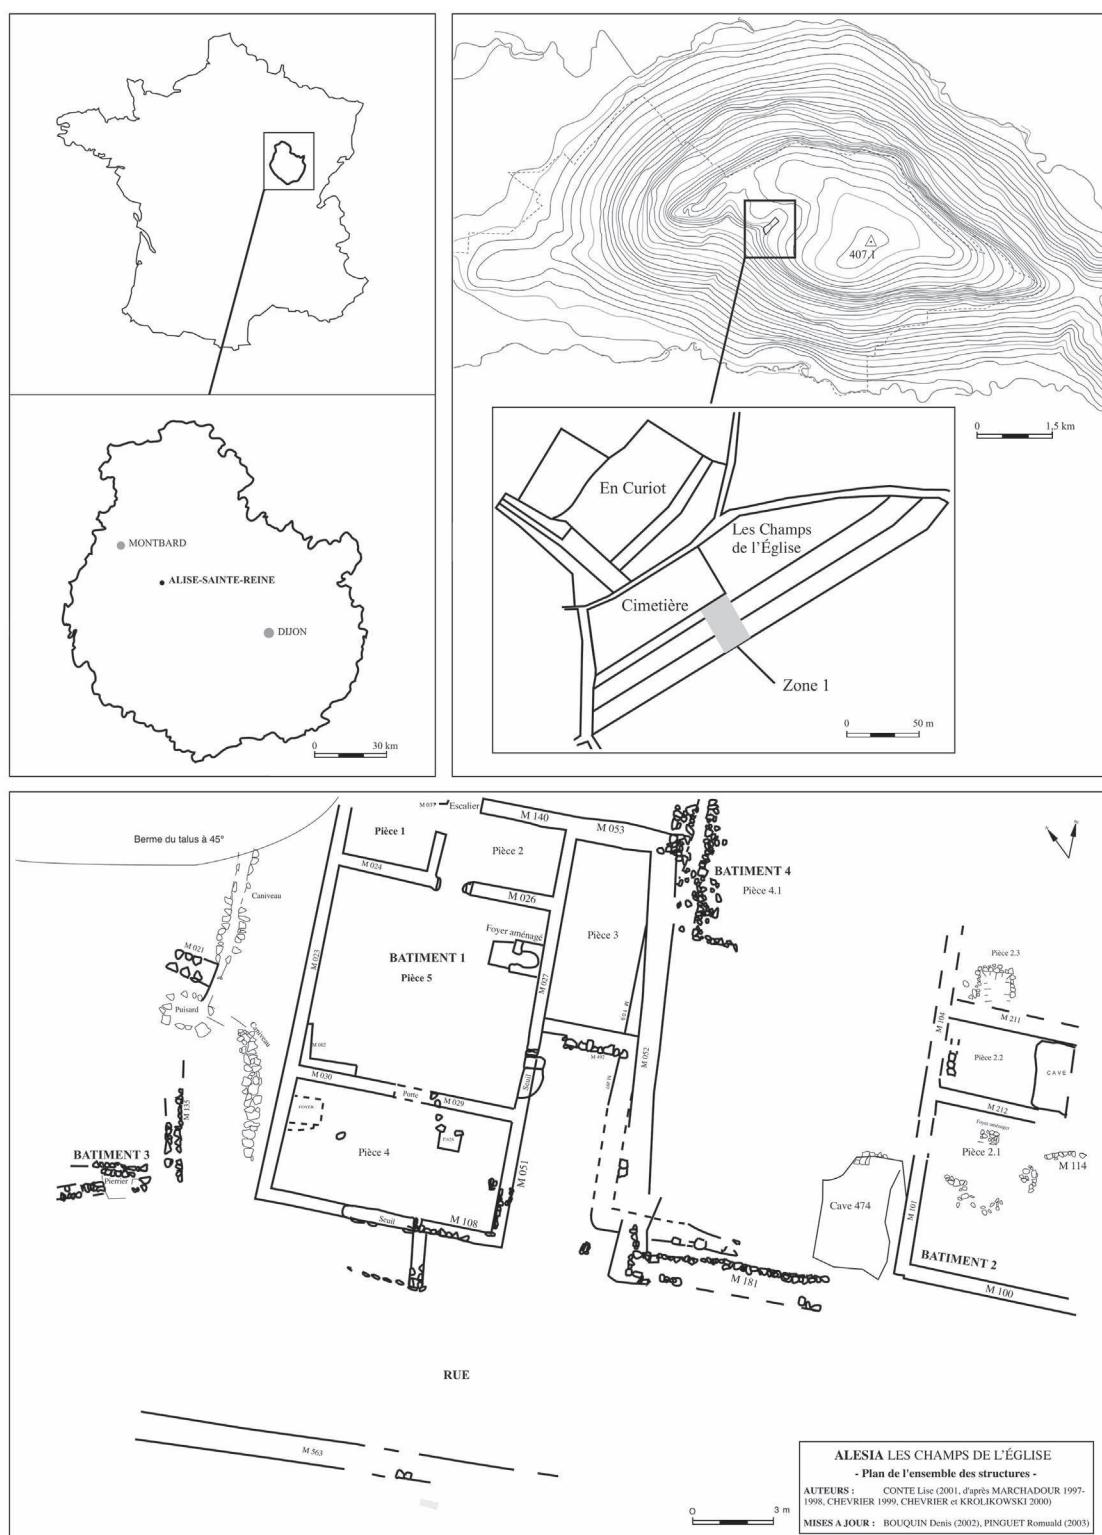 407.1
0 1,5 km
MONTBARD
ALISE-SAINTE-REINE
DIJON
0 30 km
En Curiot
Les Champs
de l'Église
Cimetière
Zone 1
0 50 m
Berme du talus à 45°
Caniveau
M 021
Puisard
Caniveau
M 135
BATIMENT 3
Pierrier
Pièce 1
M 024
Escalier
M 140
M 053
Pièce 2
M 026
Foyer aménagé
BATIMENT 1
Pièce 5
M 023
M 027
Pièce 3
M 052
M 030
Porte
M 029
Seuil
Pièce 4
M 051
Seuil
M 108
BATIMENT 4
Pièce 4.1
M 181
Pièce 2.3
M 211
M 104
Pièce 2.2
CAVE
M 212
Foyer aménager
Pièce 2.1
M 114
Cave 474
M 101
BATIMENT 2
M 100
RUE
M 563
O 3 m
ALESIA LES CHAMPS DE L'ÉGLISE
- Plan de l'ensemble des structures -
AUTEURS : CONTE Lise (2001, d'après MARCHADOUR 1997-
1998, CHEVRIER 1999, CHEVRIER et KROLIKOWSKI 2000)
MISES A JOUR : BOUQUIN Denis (2002), PINGUET Romuald (2003)